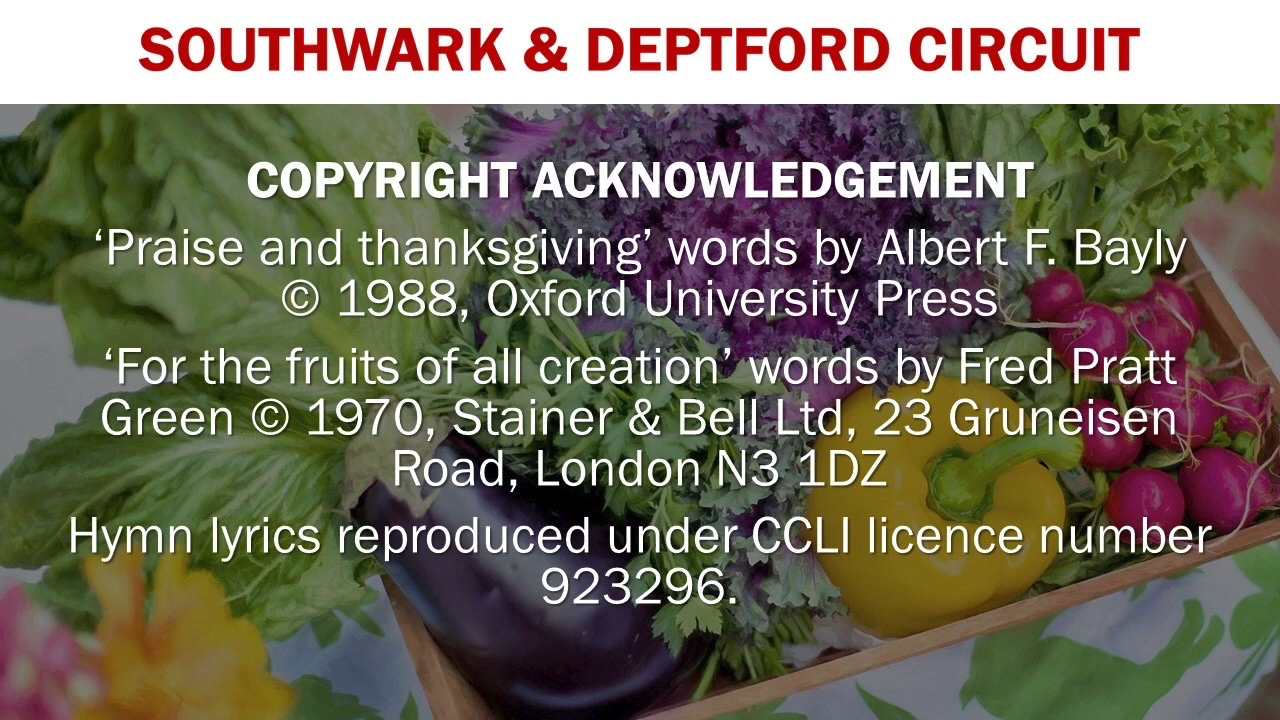 SOUTHWARK & DEPTFORD CIRCUIT
COPYRIGHT ACKNOWLEDGEMENT
‘Praise and thanksgiving’ words by Albert F. Bayly
© 1988, Oxford University Press
‘For the fruits of all creation’ words by Fred Pratt
Green © 1970, Stainer & Bell Ltd, 23 Gruneisen
Road, London N3 1DZ
Hymn lyrics reproduced under CCLI licence number
923296.